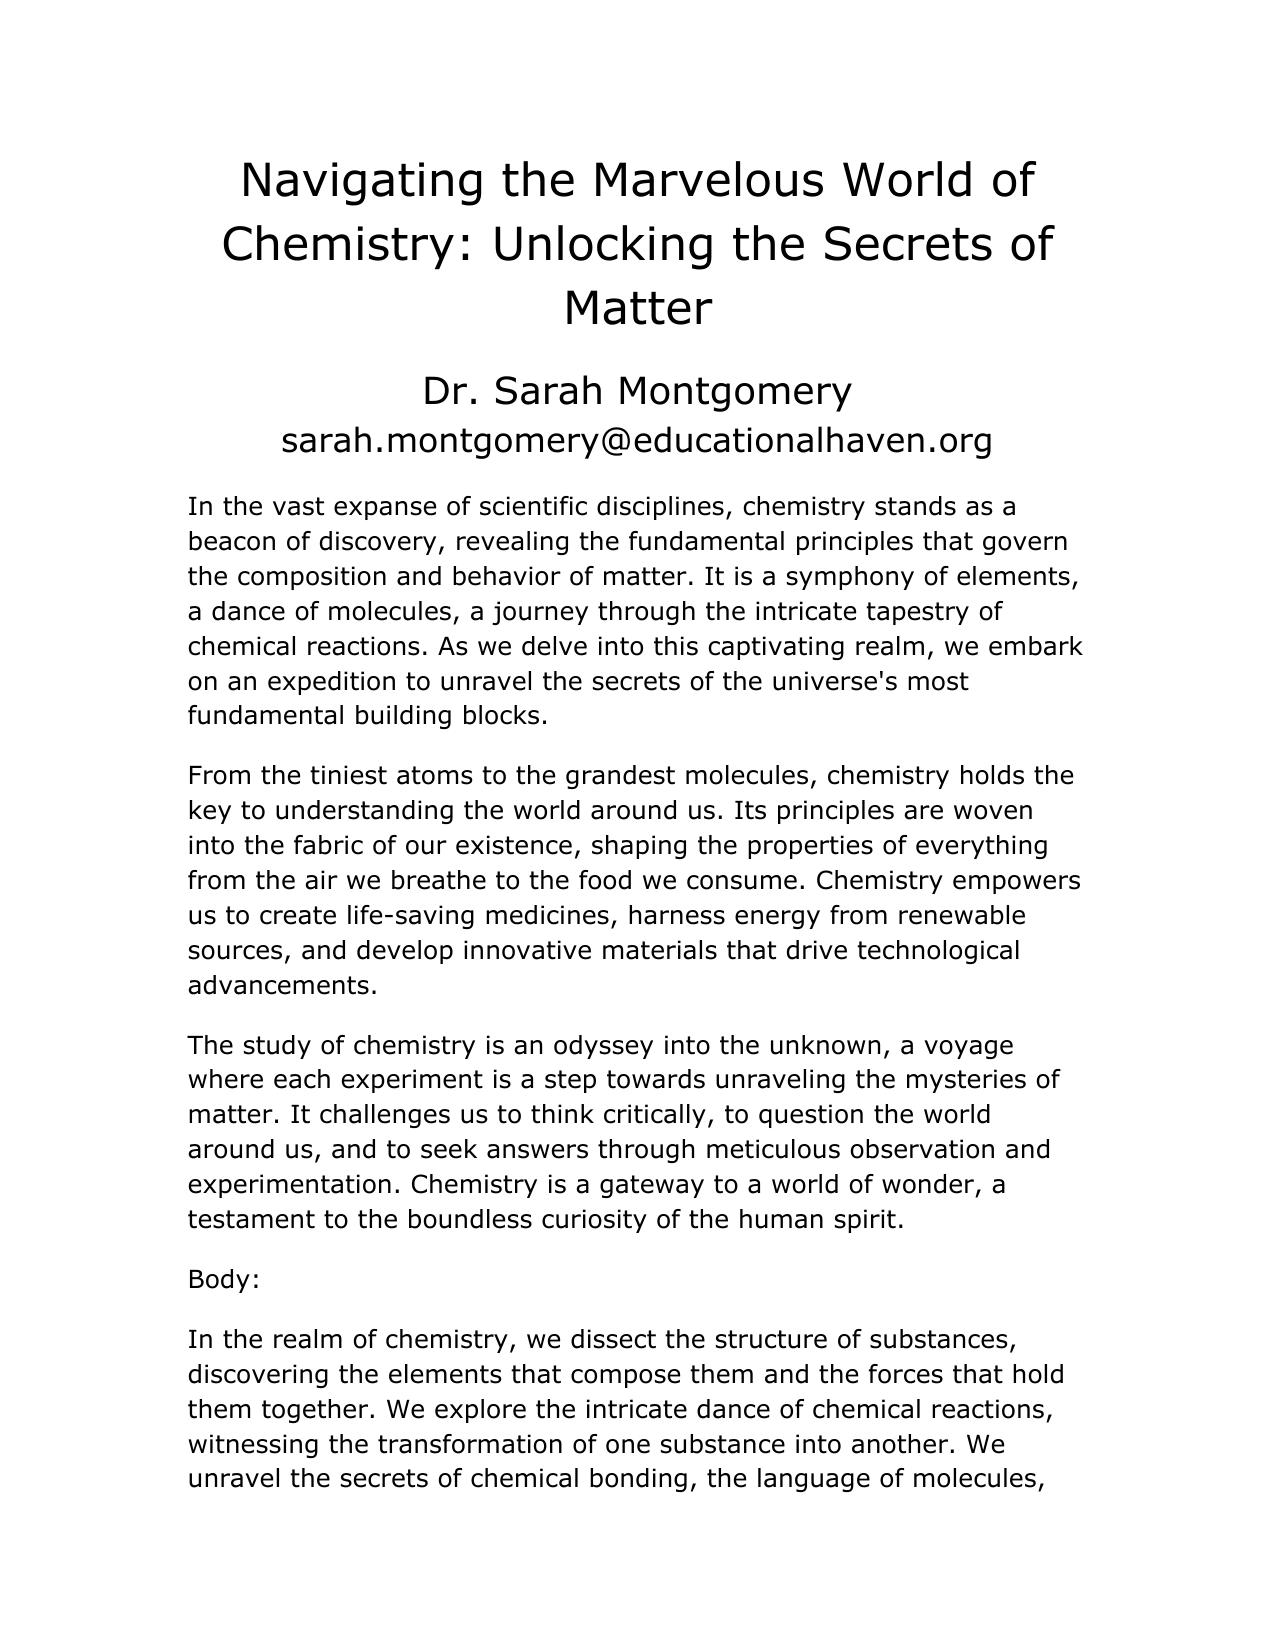 Navigating the Marvelous World of
Chemistry: Unlocking the Secrets of
Matter
Dr. Sarah Montgomery
sarah.montgomery@educationalhaven.org
In the vast expanse of scientific disciplines, chemistry stands as a
beacon of discovery, revealing the fundamental principles that govern
the composition and behavior of matter. It is a symphony of elements,
a dance of molecules, a journey through the intricate tapestry of
chemical reactions. As we delve into this captivating realm, we embark
on an expedition to unravel the secrets of the universe's most
fundamental building blocks.
From the tiniest atoms to the grandest molecules, chemistry holds the
key to understanding the world around us. Its principles are woven
into the fabric of our existence, shaping the properties of everything
from the air we breathe to the food we consume. Chemistry empowers
us to create life-saving medicines, harness energy from renewable
sources, and develop innovative materials that drive technological
advancements.
The study of chemistry is an odyssey into the unknown, a voyage
where each experiment is a step towards unraveling the mysteries of
matter. It challenges us to think critically, to question the world
around us, and to seek answers through meticulous observation and
experimentation. Chemistry is a gateway to a world of wonder, a
testament to the boundless curiosity of the human spirit.
Body:
In the realm of chemistry, we dissect the structure of substances,
discovering the elements that compose them and the forces that hold
them together. We explore the intricate dance of chemical reactions,
witnessing the transformation of one substance into another. We
unravel the secrets of chemical bonding, the language of molecules,